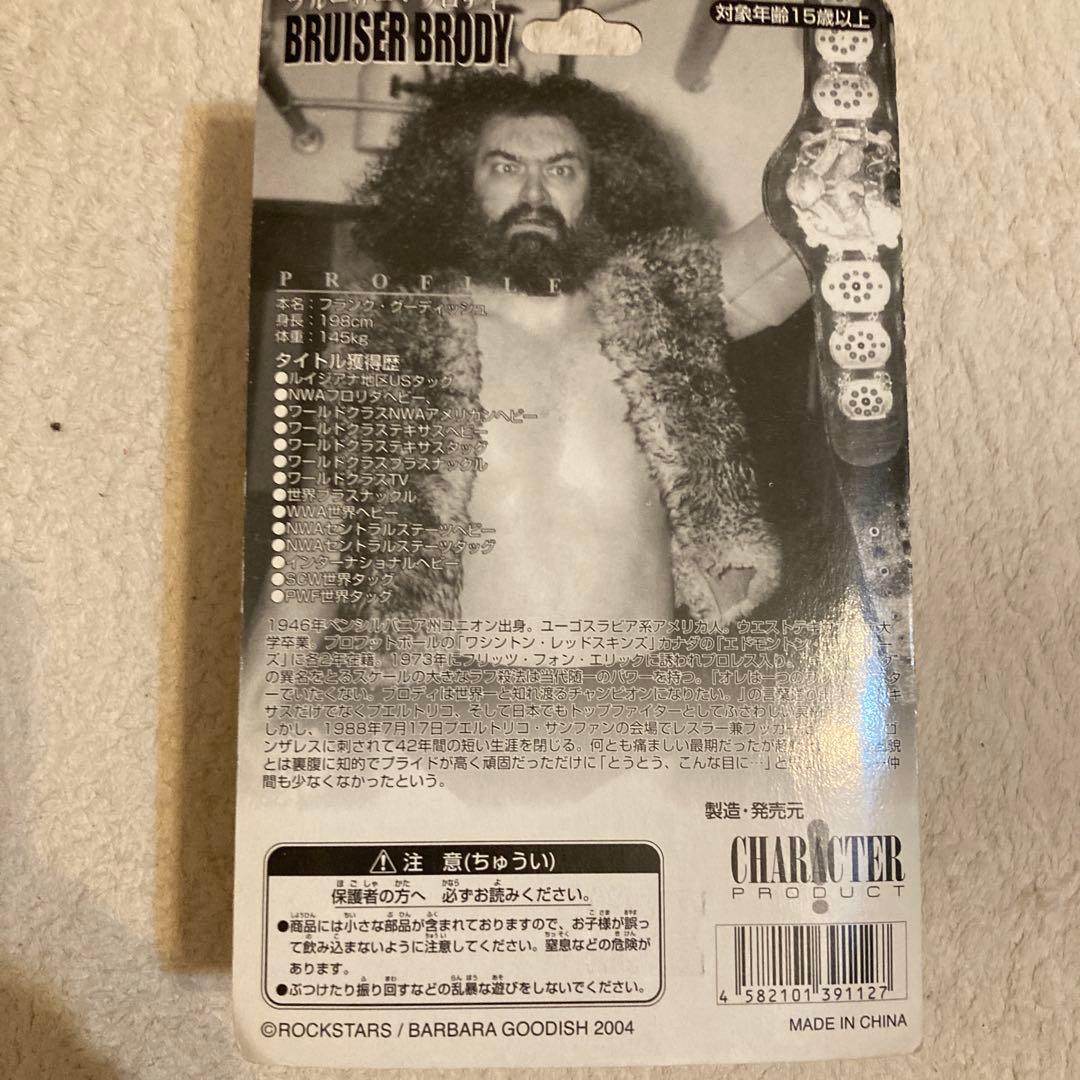 ブルーザー・ブロディ
BRUISER BRODY
対象年齢15歳以上
PROFILE
本名：フランク・グーディッシュ
身長：198cm
体重：145kg
タイトル獲得歴
●ルイジアナ地区USタッグ
●NWAフロリダヘビー、
●ワールドクラスNWAアメリカンヘビー
●ワールドクラステキサスヘビー
●ワールドクラステキサスタッグ
●ワールドクラスブラスナックル
●ワールドクラスTV
●世界ブラスナックル
●WWA世界ヘビー
●NWAセントラルステーツヘビー
●NWAセントラルステーツタッグ
●インターナショナルヘビー
●SCW世界タッグ
●PWF世界タッグ
1946年ペンシルバニア州ユニオン出身。ユーゴスラビア系アメリカ人。ウエストテキ 大
学卒業、プロフットボールの「ワシントン・レッドスキンズ」カナダの「エドモントン・
ズ」に各2年在籍。1973年にフリッツ・フォン・エリックに誘われプロレス入り。
の異名をとるスケールの大きなラフ殺法は当代随一のパワーを持つ。「オレは一つの スタ
ーでいたくない。ブロディは世界一と知れ渡るチャンピオンになりたい。」の言葉 キ
サスだけでなくプエルトリコ、そして日本でもトップファイターとしてふさわしい
しかし、1988年7月17日プエルトリコ・サンファンの会場でレスラー兼ブッカー ゴ
ンザレスに刺されて42年間の短い生涯を閉じる。何とも痛ましい最期だったが 貌
とは裏腹に知的でプライドが高く頑固だっただけに「とうとう、こんな目に…」と 仲
間も少なくなかったという。
製造・発売元
CHARACTER
PRODUCT
注 意(ちゅうい)
保護者の方へ 必ずお読みください。
●商品には小さな部品が含まれておりますので、お子様が誤っ
て飲み込まないように注意してください。窒息などの危険が
あります。
●ぶつけたり振り回すなどの乱暴な遊びをしないでください。
4 582101 391127
©ROCKSTARS / BARBARA GOODISH 2004
MADE IN CHINA